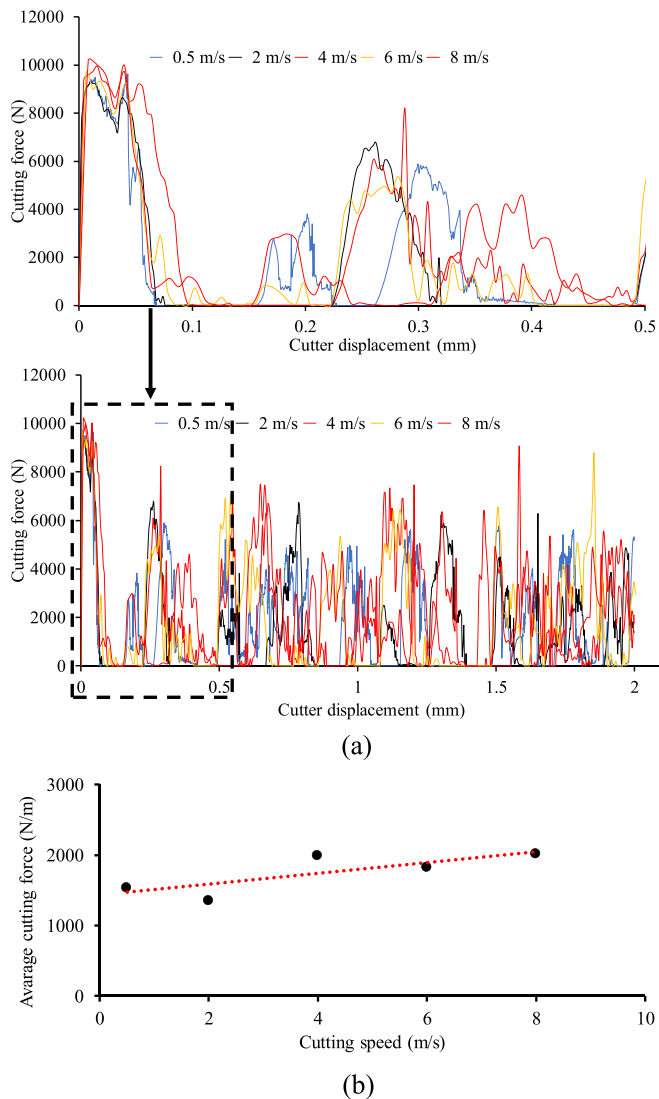 12000
10000
8000
6000
4000
2000
0
Cutting force (N)
0.5 m/s 2 m/s 4 m/s 6 m/s 8 m/s
0 0.1 0.2 0.3 0.4 0.5
Cutter displacement (mm)
12000
10000
8000
6000
4000
2000
0
Cutting force (N)
0.5 m/s 2 m/s 4 m/s 6 m/s 8 m/s
0 0.5 1 1.5 2
Cutter displacement (mm)
(a)
3000
2000
1000
0
Avarage cutting force (N/m)
0 2 4 6 8 10
Cutting speed (m/s)
(b)